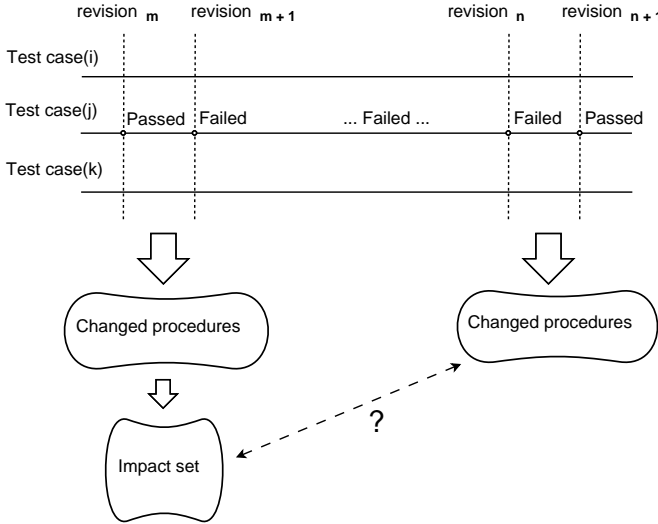 revision m revision m + 1 revision n revision n + 1
Test case(i)
Test case(j)
Passed Failed ... Failed ... Failed Passed
Test case(k)
Changed procedures Changed procedures
?
Impact set